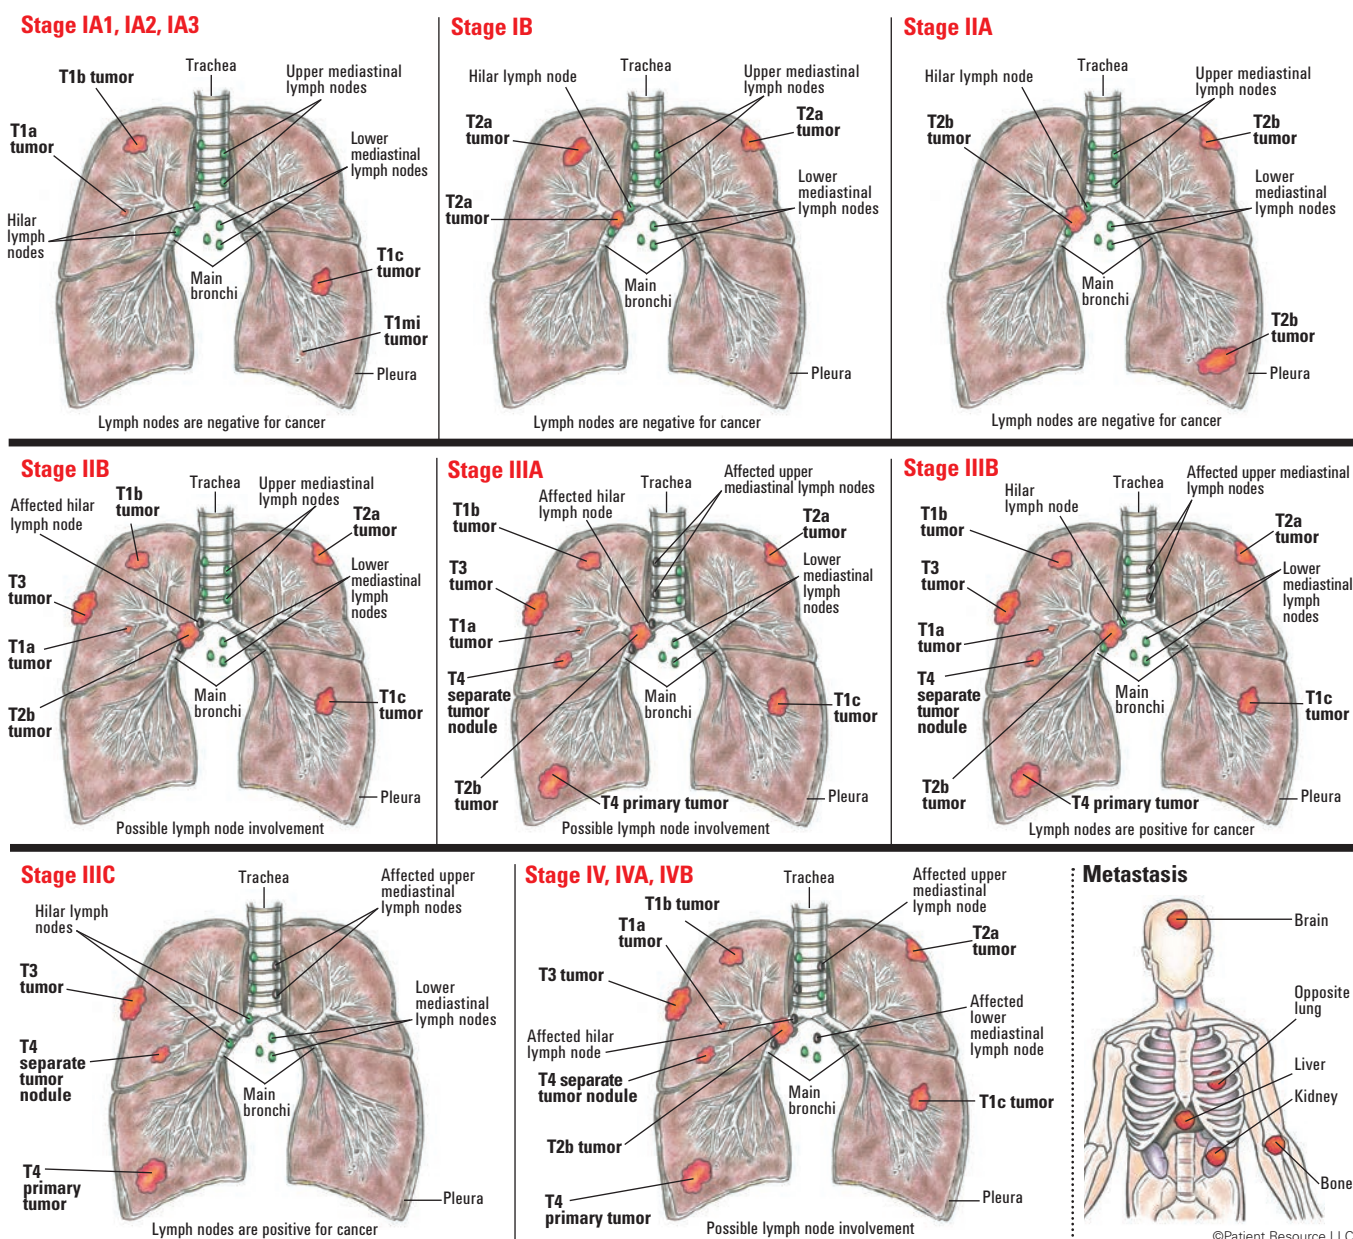 Stage IA1, IA2, IA3
T1b tumor
Trachea
Upper mediastinal
lymph nodes
T1a
tumor
Lower
mediastinal
lymph nodes
Hilar
lymph
nodes
T1c
tumor
Main
bronchi
T1mi
tumor
Pleura
Lymph nodes are negative for cancer
Stage IB
Hilar lymph node
Trachea
Upper mediastinal
lymph nodes
T2a
tumor
T2a
tumor
T2a
tumor
Lower
mediastinal
lymph nodes
Main
bronchi
Lymph nodes are negative for cancer
Stage IIA
Hilar lymph node
Trachea
Upper mediastinal
lymph nodes
T2b
tumor
T2b
tumor
Lower
mediastinal
lymph nodes
Main
bronchi
T2b
tumor
Pleura
Lymph nodes are negative for cancer
Stage IIB
Affected hilar
lymph node
T1b
tumor
Trachea
Upper mediastinal
lymph nodes
T2a
tumor
T3
tumor
Lower
mediastinal
lymph
nodes
T1a
tumor
T2b
tumor
Main
bronchi
T1c
tumor
Pleura
Possible lymph node involvement
Stage IIIA
Affected upper
mediastinal lymph nodes
Trachea
Affected hilar
lymph node
T1b
tumor
T2a
tumor
T3
tumor
Lower
mediastinal
lymph
nodes
T1a
tumor
T4
separate
tumor
nodule
Main
bronchi
T1c
tumor
T2b
tumor
T4 primary tumor
Pleura
Possible lymph node involvement
Stage IIIB
Hilar
lymph node
Trachea
Affected upper mediastinal
lymph nodes
T1b
tumor
T2a
tumor
T3
tumor
Lower
mediastinal
lymph
nodes
T1a
tumor
T4
separate
tumor
nodule
Main
bronchi
T1c
tumor
T2b
tumor
T4 primary tumor
Pleura
Lymph nodes are positive for cancer
Stage IIIC
Trachea
Affected upper
mediastinal
lymph nodes
Hilar lymph
nodes
T3
tumor
Lower
mediastinal
lymph nodes
T4
separate
tumor
nodule
Main
bronchi
T4
primary
tumor
Pleura
Lymph nodes are positive for cancer
Stage IV, IVA, IVB
T1b tumor
Trachea
Affected upper
mediastinal
lymph node
T1a
tumor
T2a
tumor
T3 tumor
Affected hilar
lymph node
Affected
lower
mediastinal
lymph node
T4 separate
tumor nodule
Main
bronchi
T1c tumor
T2b tumor
T4
primary tumor
Pleura
Possible lymph node involvement
Metastasis
Brain
Opposite
lung
Liver
Kidney
Bone
©Patient Resource LLC